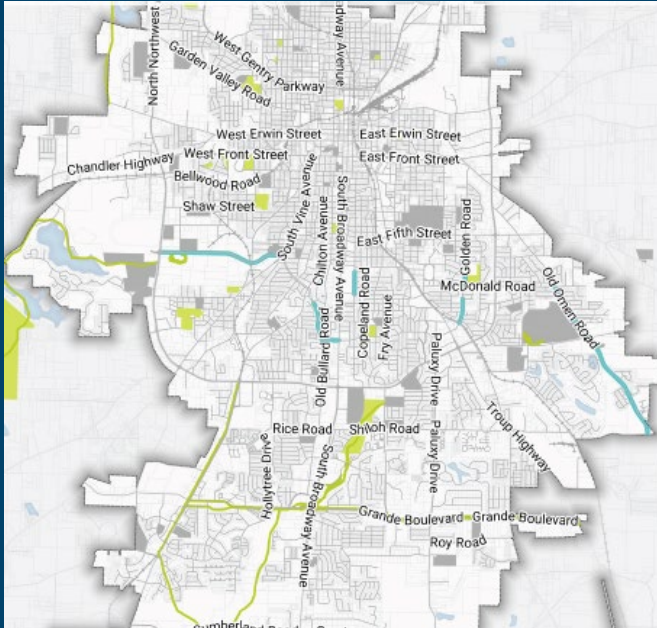 North Northwest
West Gentry Parkway
Garden Valley Road
adway Avenue
West Erwin Street
East Erwin Street
Chandler Highway
West Front Street
East Front Street
Bellwood Road
Shaw Street
South Vine Avenue
Chilton Avenue
South Broadway Avenue
East Fifth Street
Golden Road
McDonald Road
Old Omen Road
Old Bullard Road
Copeland Road
Fry Avenue
Paluxy Drive
Paluxy Drive
Troup Highway
Rice Road
Shiloh Road
Hollytree Drive
South Broadway Avenue
Grande Boulevard
Grande Boulevard
Roy Road